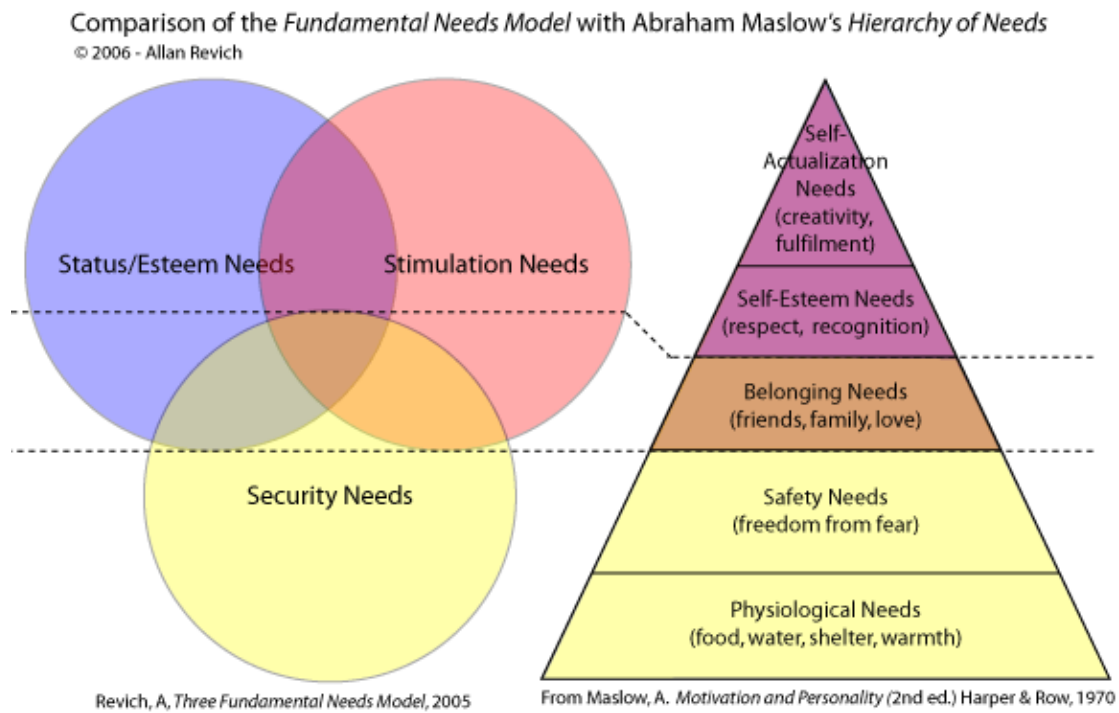 Comparison of the Fundamental Needs Model with Abraham Maslow's Hierarchy of Needs
© 2006 - Allan Revich
Status/Esteem Needs
Stimulation Needs
Security Needs
Self-
Actualization
Needs
(creativity,
fulfilment)
Self-Esteem Needs
(respect, recognition)
Belonging Needs
(friends, family, love)
Safety Needs
(freedom from fear)
Physiological Needs
(food, water, shelter, warmth)
Revich, A, Three Fundamental Needs Model, 2005
From Maslow, A. Motivation and Personality (2nd ed.) Harper & Row, 1970